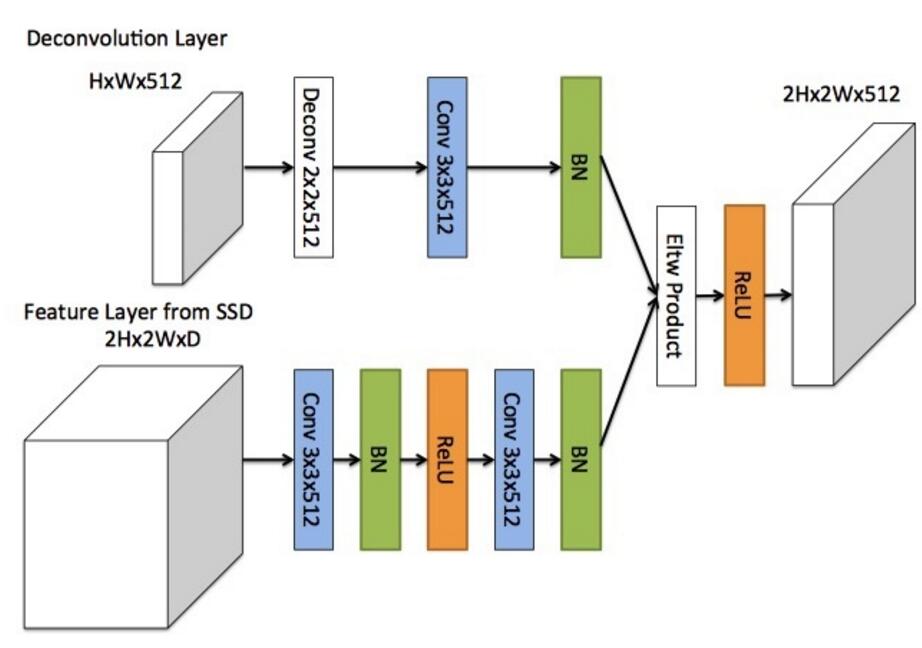 Deconvolution Layer
HxWx512
Deconv 2x2x512
Conv 3x3x512
BN
2Hx2Wx512
Eltw Product
ReLU
Feature Layer from SSD
2Hx2WxD
Conv 3x3x512
BN
ReLU
Conv 3x3x512
BN